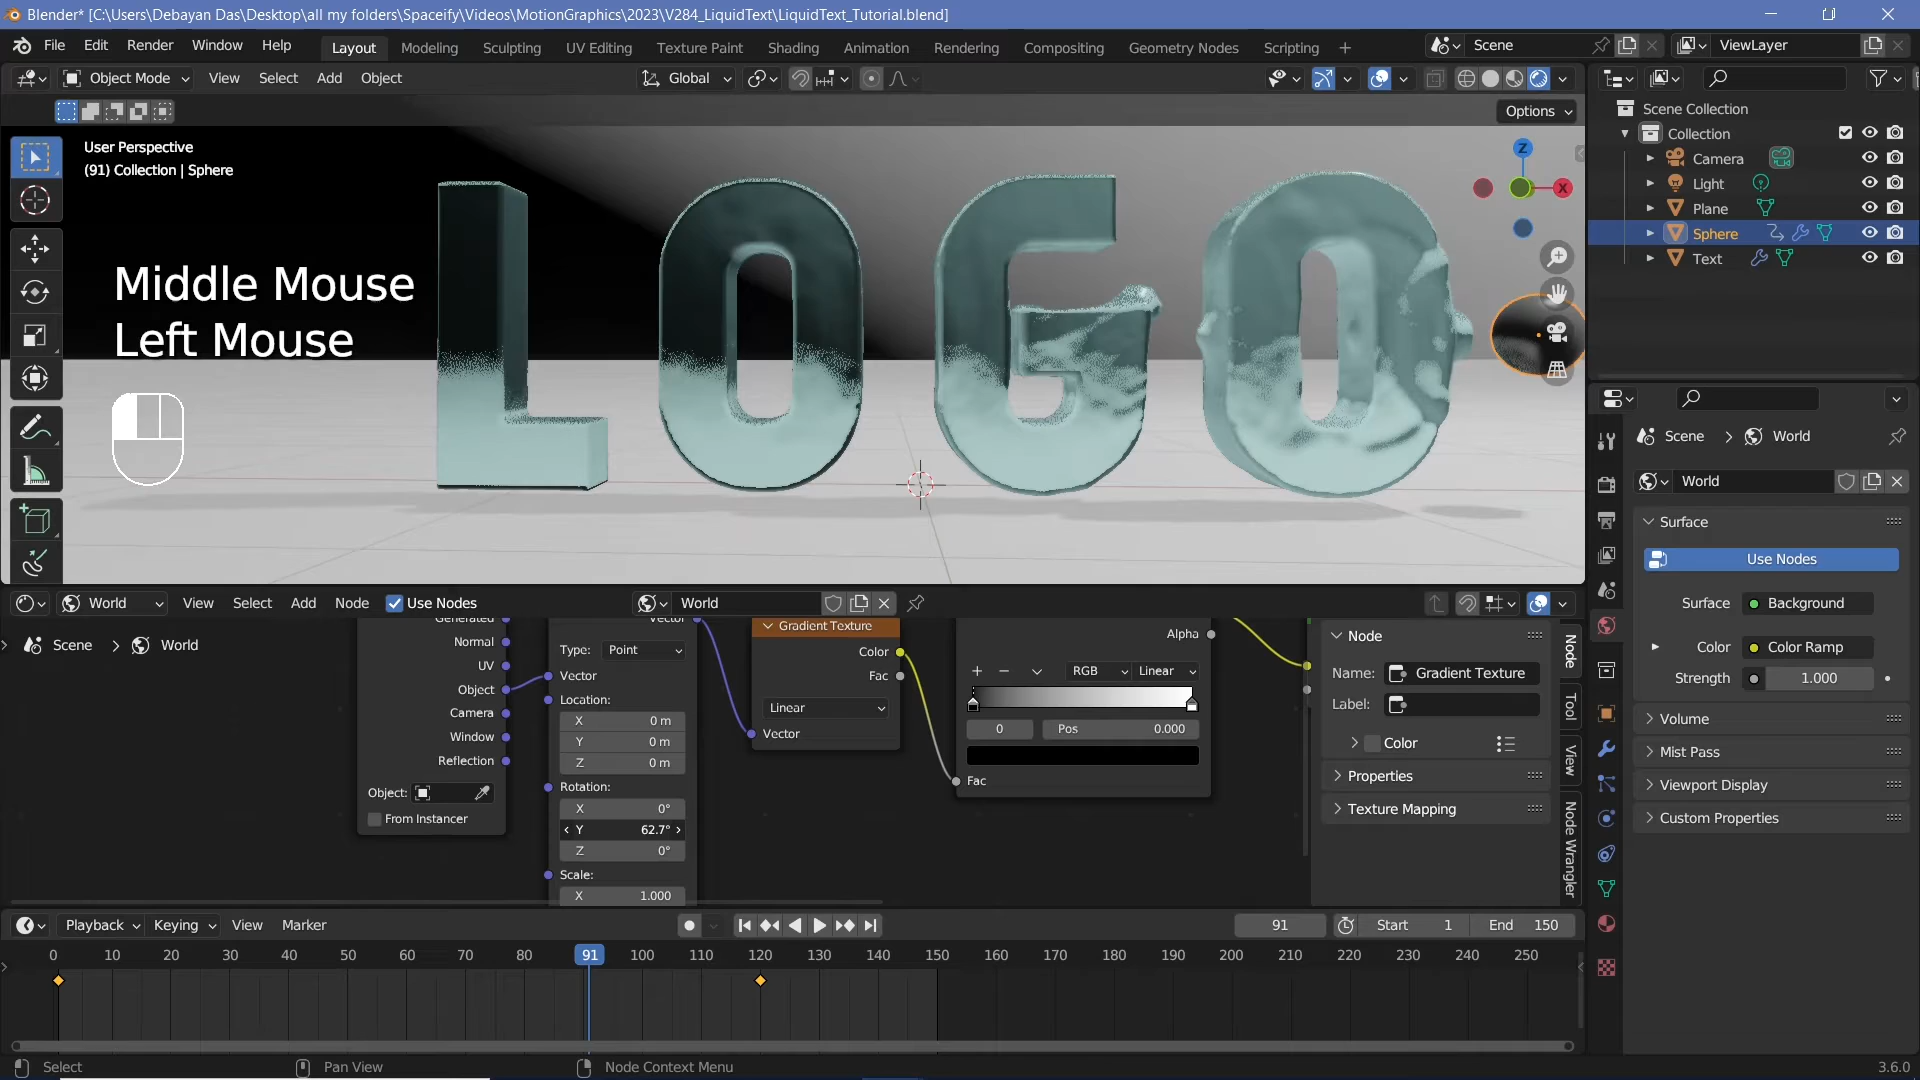 Blender* [C:\Users\Debayan Das\Desktop\all my folders\Spaceify\Videos\MotionGraphics\2023\V284_LiquidText\LiquidText_Tutorial.blend]
File Edit Render Window Help Layout Modeling Sculpting UV Editing Texture Paint Shading Animation Rendering Compositing Geometry Nodes Scripting + Scene ViewLayer
Object Mode View Select Add Object Global
Options
User Perspective
(91) Collection | Sphere
Middle Mouse
Left Mouse
LOGO
Z
X
Scene Collection
Collection
Camera
Light
Plane
Sphere
Text
Scene > World
World
Surface
Use Nodes
Surface Background
Color Color Ramp
Strength 1.000
Volume
Mist Pass
Viewport Display
Custom Properties
World View Select Add Node Use Nodes World
Scene > World
Generated
Normal
UV
Object
Camera
Window
Reflection
Object:
From Instancer
Vector
Type: Point
Vector
Location:
X 0 m
Y 0 m
Z 0 m
Rotation:
X 0°
Y 62.7°
Z 0°
Scale:
X 1.000
Gradient Texture
Color
Fac
Linear
Vector
Alpha
RGB Linear
0 Pos 0.000
Fac
Node
Name: Gradient Texture
Label:
Color
Properties
Texture Mapping
Node
Tool
View
Node Wrangler
Playback Keying View Marker 91 Start 1 End 150
0 10 20 30 40 50 60 70 80 91 100 110 120 130 140 150 160 170 180 190 200 210 220 230 240 250
Select Pan View Node Context Menu 3.6.0